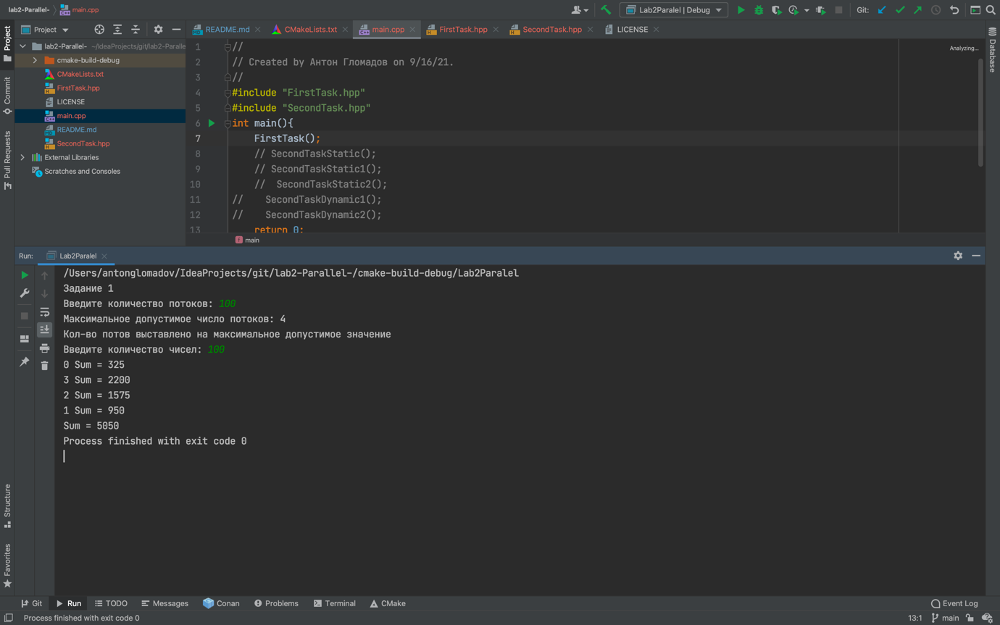 lab2-Parallel- main.cpp
Lab2Paralel | Debug
Git:
Project
README.md
CMakeLists.txt
main.cpp
FirstTask.hpp
SecondTask.hpp
LICENSE
Project
Commit
Pull Requests
Structure
Favorites
Database
lab2-Parallel- ~/IdeaProjects/git/lab2-Paralle
cmake-build-debug
CMakeLists.txt
FirstTask.hpp
LICENSE
main.cpp
README.md
SecondTask.hpp
External Libraries
Scratches and Consoles
Analyzing...
1 //
2 // Created by Антон Гломадов on 9/16/21.
3 //
4 #include "FirstTask.hpp"
5 #include "SecondTask.hpp"
6 int main(){
7 FirstTask();
8 // SecondTaskStatic();
9 // SecondTaskStatic1();
10 // SecondTaskStatic2();
11 // SecondTaskDynamic1();
12 // SecondTaskDynamic2();
13 return 0;
f main
Run: Lab2Paralel
/Users/antonglomadov/IdeaProjects/git/lab2-Parallel-/cmake-build-debug/Lab2Paralel
Задание 1
Введите количество потоков: 100
Максимальное допустимое число потоков: 4
Кол-во потов выставлено на максимальное допустимое значение
Введите количество чисел: 100
0 Sum = 325
3 Sum = 2200
2 Sum = 1575
1 Sum = 950
Sum = 5050
Process finished with exit code 0
Git Run TODO Messages Conan Problems Terminal CMake Event Log
Process finished with exit code 0
13:1 main